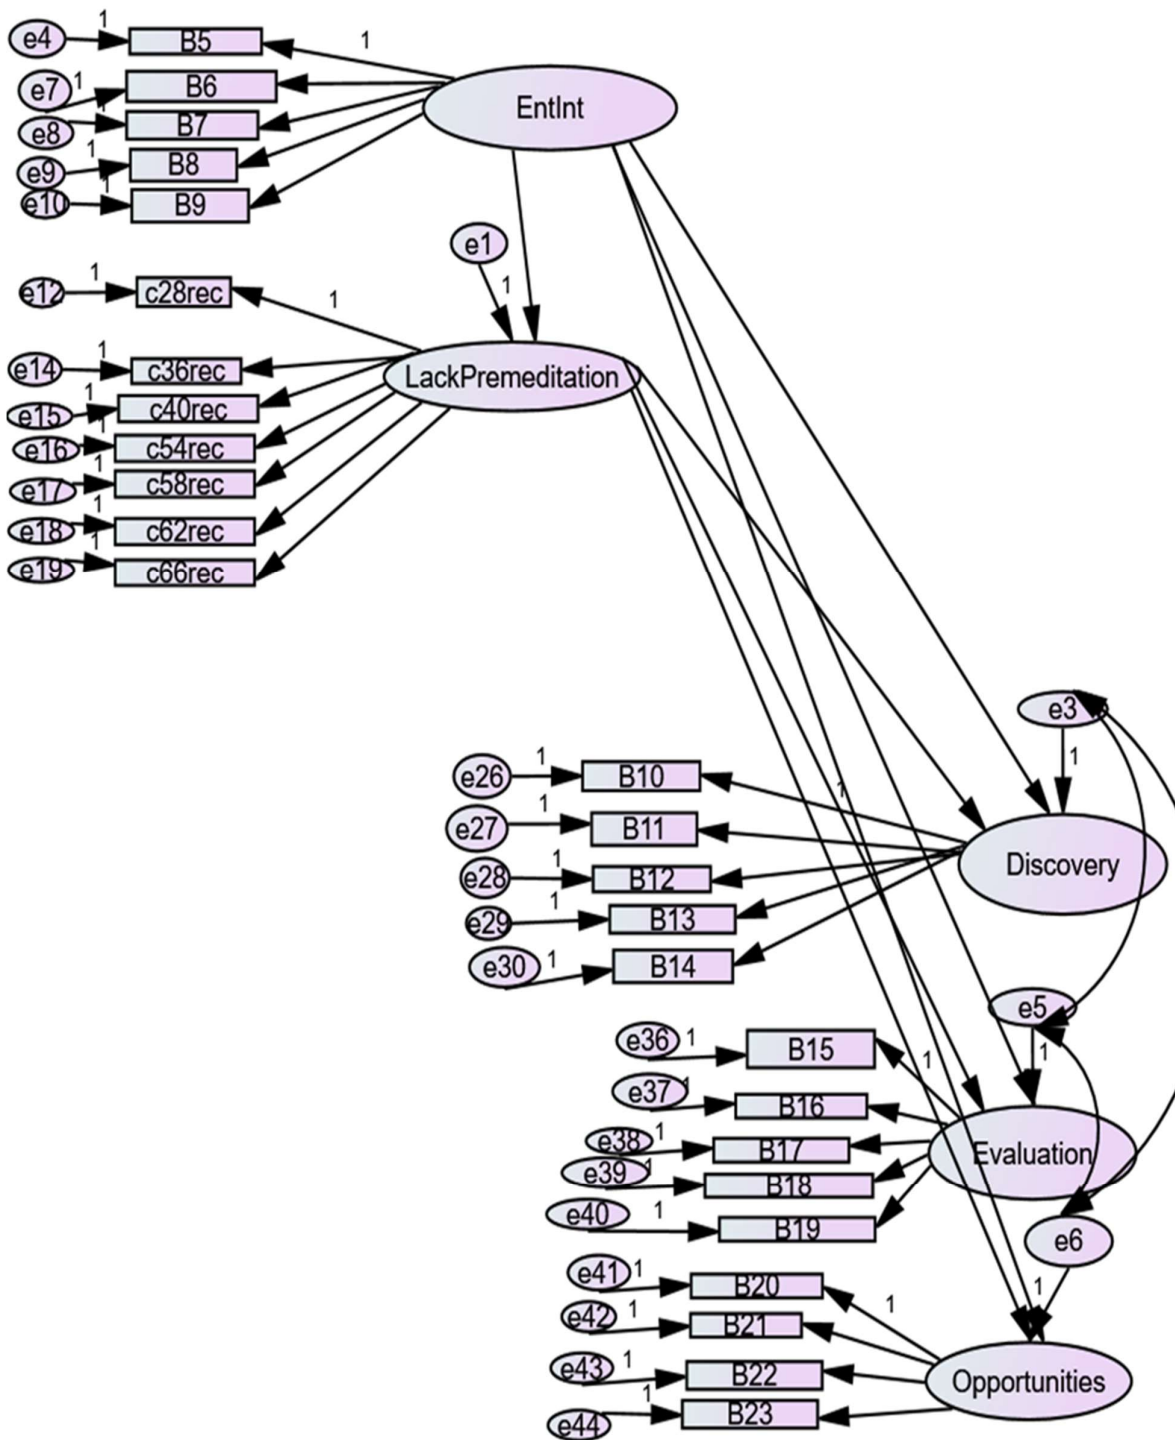 e4 1 B5 1
e7 1 B6
EntInt
e8 1 B7
e9 1 B8
e10 1 B9
e1
1
e12 1 c28rec 1
e14 1 c36rec
LackPremeditation
e15 1 c40rec
e16 1 c54rec
e17 1 c58rec
e18 1 c62rec
e19 1 c66rec
e3
1
e26 1 B10 1
e27 1 B11
Discovery
e28 1 B12
e29 1 B13
e30 1 B14
e5
1
e36 1 B15 1
e37 1 B16
e38 1 B17
Evaluation
e39 1 B18
e40 1 B19
e6
1
e41 1 B20 1
e42 1 B21
e43 1 B22
Opportunities
e44 1 B23